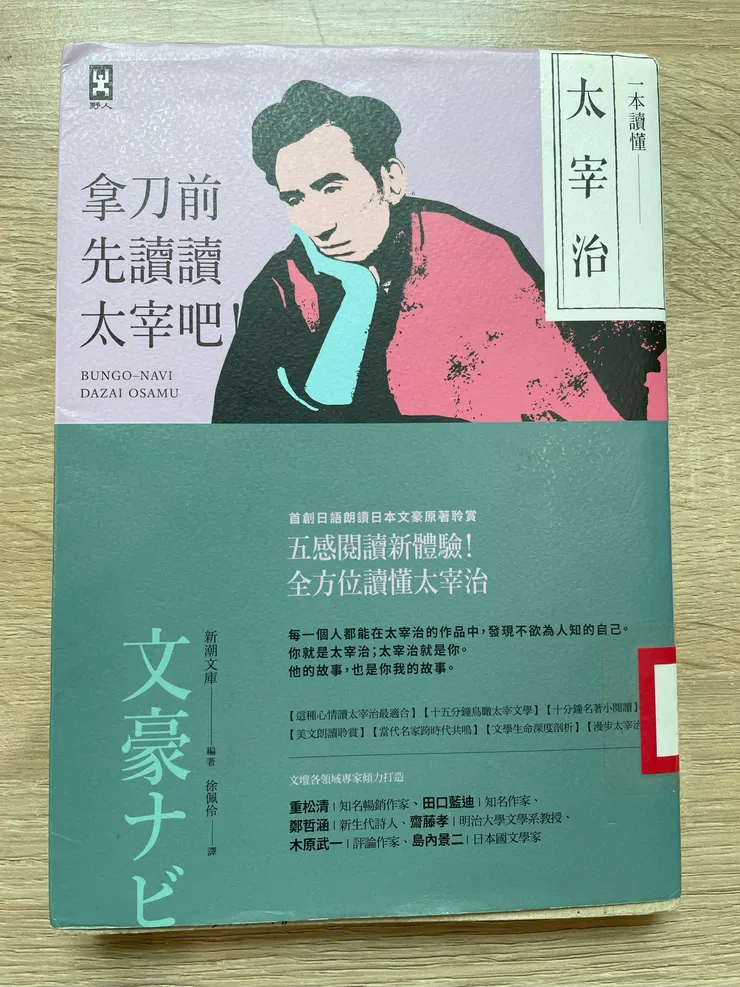 野人
一本讀懂
太宰治
拿刀前
先讀讀
太宰吧！
BUNGO–NAVI
DAZAI OSAMU
首創日語朗讀日本文豪原著聆賞
五感閱讀新體驗！
全方位讀懂太宰治
每一個人都能在太宰治的作品中，發現不欲為人知的自己。
你就是太宰治；太宰治就是你。
他的故事，也是你我的故事。
【這種心情讀太宰治最適合】【十五分鐘鳥瞰太宰文學】【十分鐘名著小閱讀】
【美文朗讀聆賞】【當代名家跨時代共鳴】【文學生命深度剖析】【漫步太宰治
文壇各領域專家傾力打造
重松清｜知名暢銷作家、田口藍迪｜知名作家、
鄭哲涵｜新生代詩人、齋藤孝｜明治大學文學系教授、
木原武一｜評論作家、島內景二｜日本國文學家
文豪ナビ
新潮文庫——編著
徐佩伶——譯